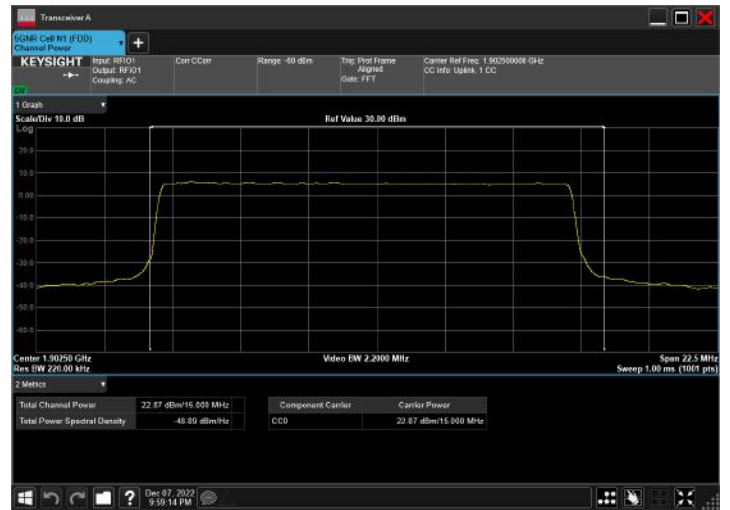 Transceiver A
5GNR Cell N1 (FDD)
Channel Power
KEYSIGHT
Input: RFIO1
Output: RFIO1
Coupling: AC
Corr CCorr
Range -60 dBm
Trig: Prot Frame
Aligned
Gate: FFT
Carrier Ref Freq: 1.902500000 GHz
CC Info: Uplink, 1 CC
1 Graph
Scale/Div 10.0 dB
Ref Value 30.00 dBm
Log
20.0
10.0
0.00
-10.0
-20.0
-30.0
-40.0
-50.0
-60.0
Center 1.90250 GHz
Video BW 2.2000 MHz
Span 22.5 MHz
Res BW 220.00 kHz
Sweep 1.00 ms (1001 pts)
2 Metrics
Total Channel Power
22.87 dBm/15.000 MHz
Component Carrier
Carrier Power
Total Power Spectral Density
-48.89 dBm/Hz
CC0
22.87 dBm/15.000 MHz
Dec 07, 2022
9:59:14 PM